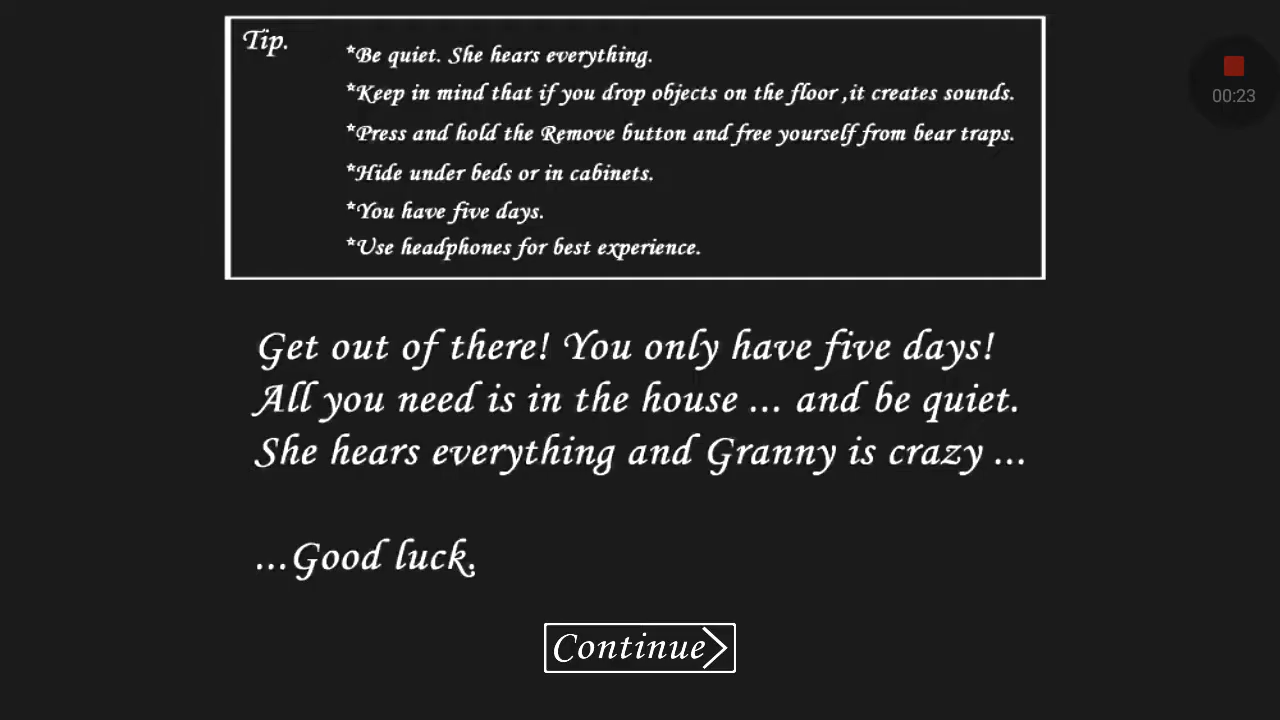 Tip.
*Be quiet. She hears everything.
*Keep in mind that if you drop objects on the floor ,it creates sounds.
*Press and hold the Remove button and free yourself from bear traps.
*Hide under beds or in cabinets.
*You have five days.
*Use headphones for best experience.
00:23
Get out of there! You only have five days!
All you need is in the house ... and be quiet.
She hears everything and Granny is crazy ...
...Good luck.
Continue>